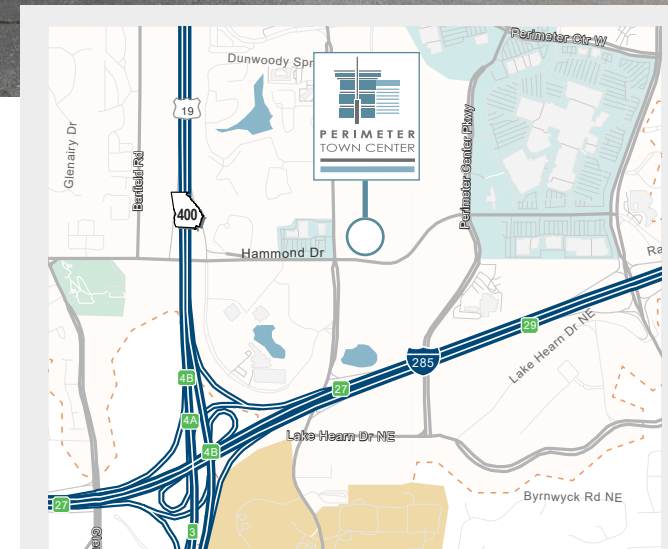 Perimeter Ctr W
Dunwoody Spr
19
PERIMETER
TOWN CENTER
Glenairy Dr
Barfield Rd
Perimeter Center Pkwy
400
Hammond Dr
Ra
29
285
Lake Hearn Dr NE
4B
27
4A
Lake Hearn Dr NE
4B
Byrnwyck Rd NE
27
3
Gle